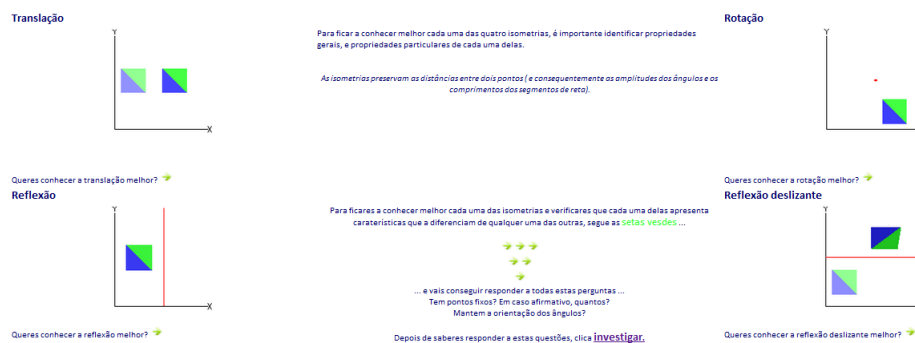 Translação
Y
X
Queres conhecer a translação melhor?
Para ficar a conhecer melhor cada uma das quatro isometrias, é importante identificar propriedades
gerais, e propriedades particulares de cada uma delas.
As isometrias preservam as distâncias entre dois pontos ( e consequentemente as amplitudes dos ângulos e os
comprimentos dos segmentos de reta).
Rotação
Y
Queres conhecer a rotação melhor?
Reflexão
Y
X
Queres conhecer a reflexão melhor?
Para ficares a conhecer melhor cada uma das isometrias e verificares que cada uma delas apresenta
caraterísticas que a diferenciam de qualquer uma das outras, segue as setas vesdes ...
... e vais conseguir responder a todas estas perguntas ...
Tem pontos fixos? Em caso afirmativo, quantos?
Mantem a orientação dos ângulos?
Depois de saberes responder a estas questões, clica investigar.
Reflexão deslizante
Y
Queres conhecer a reflexão deslizante melhor?